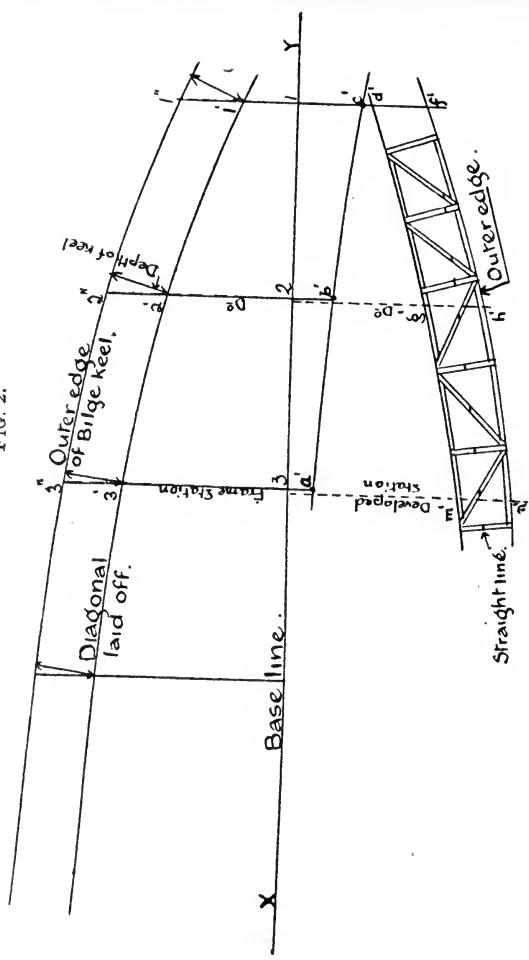 FIG. 2.
Outer edge
of Bilge keel.
Depth of Keel
Diagonal
laid off.
1"
1'
2"
2'
3"
3'
Frame Station
Do
Base line.
X
3
2
1
Y
a'
b'
c'
d'
f'
g'
h'
m
Developed
Station
Do
Outer edge.
Straight line.